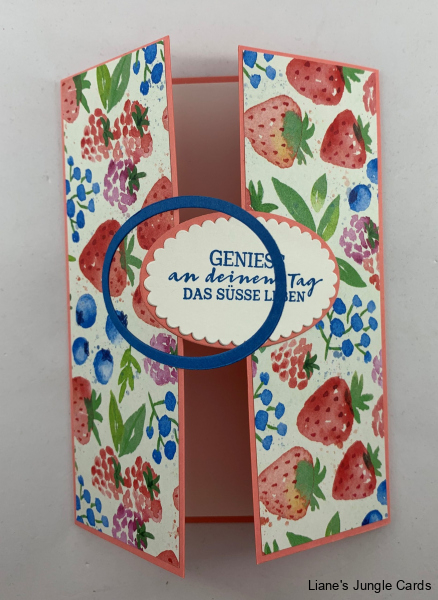 GENIESS
an deinem Tag
DAS SÜSSE LEBEN
Liane's Jungle Cards